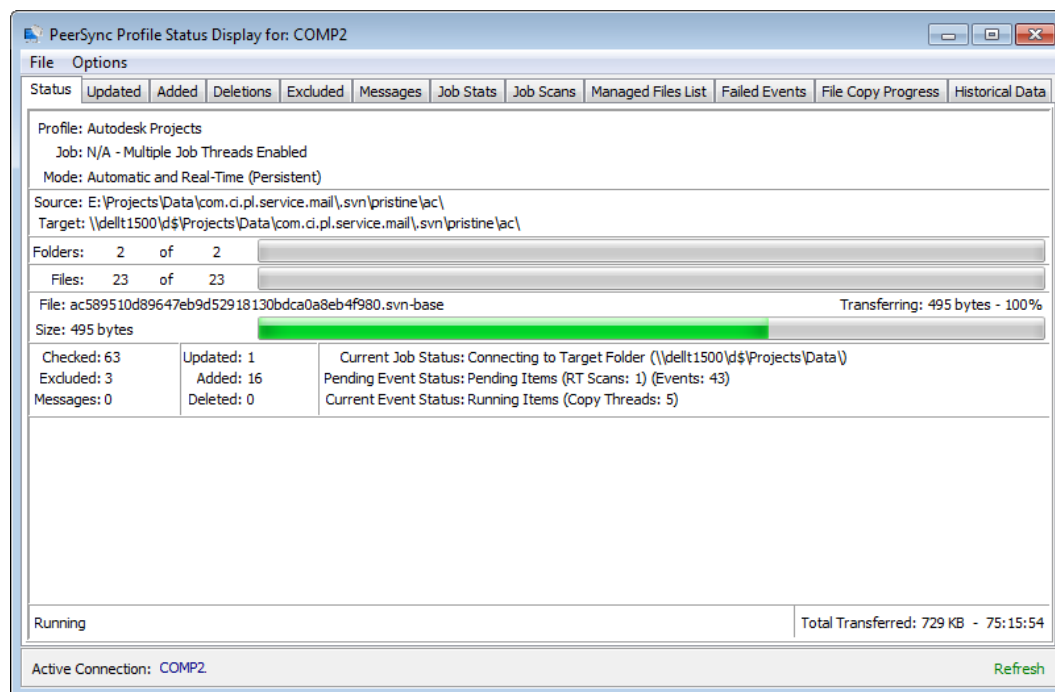 PeerSync Profile Status Display for: COMP2
File Options
Status Updated Added Deletions Excluded Messages Job Stats Job Scans Managed Files List Failed Events File Copy Progress Historical Data
Profile: Autodesk Projects
Job: N/A - Multiple Job Threads Enabled
Mode: Automatic and Real-Time (Persistent)
Source: E:\Projects\Data\com.ci.pl.service.mail\.svn\pristine\ac\
Target: \\dellt1500\d$\Projects\Data\com.ci.pl.service.mail\.svn\pristine\ac\
Folders: 2 of 2
Files: 23 of 23
File: ac589510d89647eb9d52918130bdca0a8eb4f980.svn-base Transferring: 495 bytes - 100%
Size: 495 bytes
Checked: 63 Updated: 1 Current Job Status: Connecting to Target Folder (\\dellt1500\d$\Projects\Data\)
Excluded: 3 Added: 16 Pending Event Status: Pending Items (RT Scans: 1) (Events: 43)
Messages: 0 Deleted: 0 Current Event Status: Running Items (Copy Threads: 5)
Running Total Transferred: 729 KB - 75:15:54
Active Connection: COMP2 Refresh